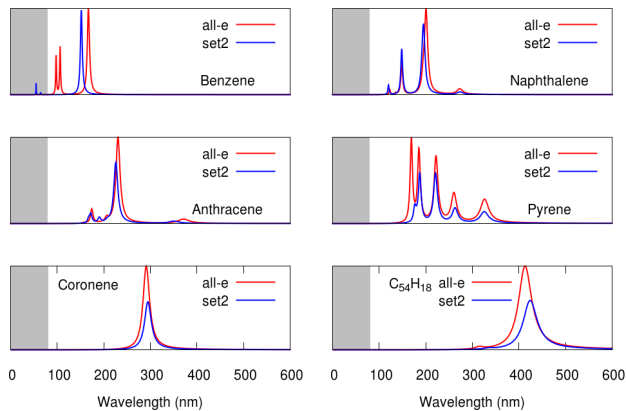 all-e
set2
Benzene
all-e
set2
Naphthalene
all-e
set2
Anthracene
all-e
set2
Pyrene
Coronene
all-e
set2
0 100 200 300 400 500 600
Wavelength (nm)
C54H18 all-e
set2
0 100 200 300 400 500 600
Wavelength (nm)